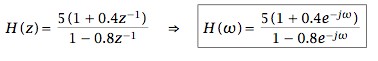 H(z) = 5(1+0.4z⁻¹) / 1−0.8z⁻¹ ⇒ H(ω) = 5(1+0.4e^{−jω}) / 1−0.8e^{−jω}